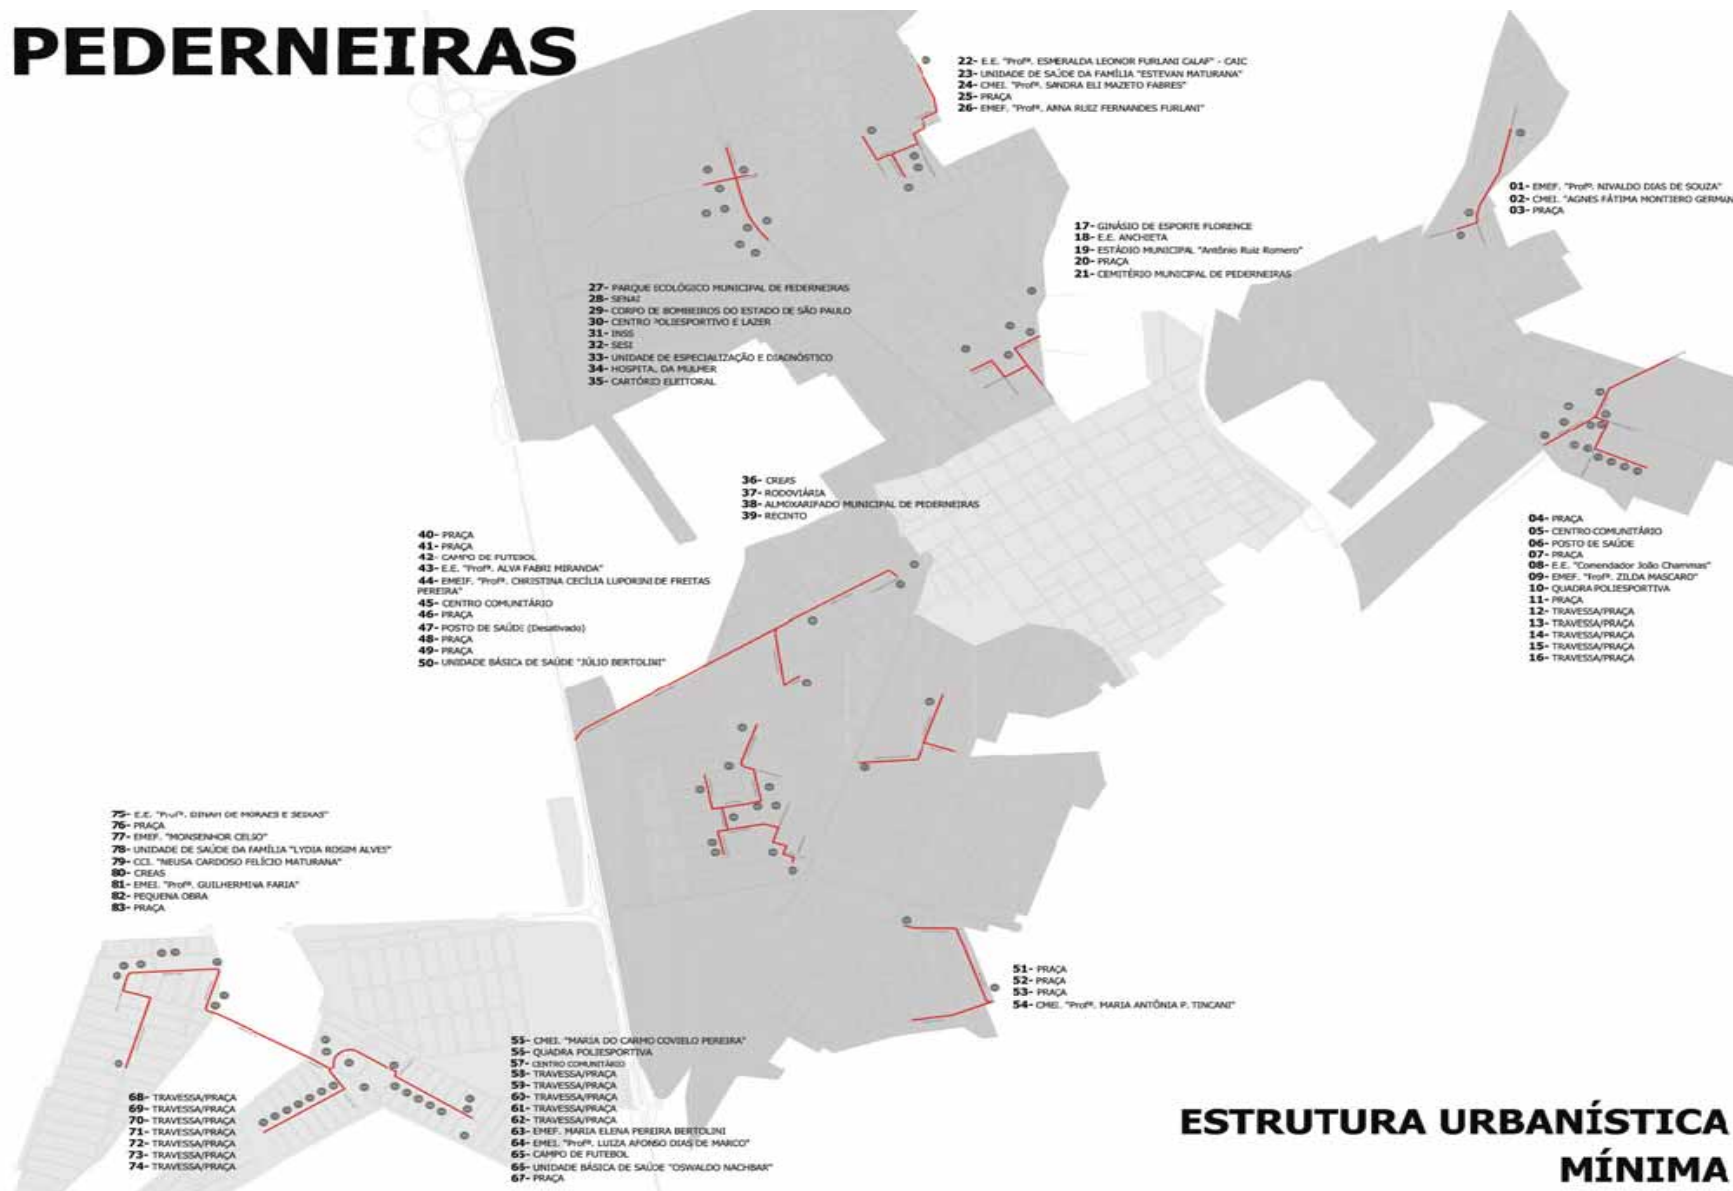 PEDERNEIRAS
22- E.E. "Profª. ESMERALDA LEONOR FURLANI CALAF" - CAIC
23- UNIDADE DE SAÚDE DA FAMÍLIA "ESTEVAN MATURANA"
24- CMEI. "Profª. SANDRA ELI MAZETO FABRES"
25- PRAÇA
26- EMEF. "Profª. ANNA RUIZ FERNANDES FURLANI"
01- EMEF. "Profº. NIVALDO DIAS DE SOUZA"
02- CMEI. "AGNES FÁTIMA MONTIERO GERMAN
03- PRAÇA
17- GINÁSIO DE ESPORTE FLORENCE
18- E.E. ANCHIETA
19- ESTÁDIO MUNICIPAL "Antônio Ruiz Romero"
20- PRAÇA
21- CEMITÉRIO MUNICIPAL DE PEDERNEIRAS
27- PARQUE ECOLÓGICO MUNICIPAL DE PEDERNEIRAS
28- SENAI
29- CORPO DE BOMBEIROS DO ESTADO DE SÃO PAULO
30- CENTRO POLIESPORTIVO E LAZER
31- INSS
32- SESI
33- UNIDADE DE ESPECIALIZAÇÃO E DIAGNÓSTICO
34- HOSPITAL DA MULHER
35- CARTÓRIO ELEITORAL
36- CREAS
37- RODOVIÁRIA
38- ALMOXARIFADO MUNICIPAL DE PEDERNEIRAS
39- RECINTO
40- PRAÇA
41- PRAÇA
42- CAMPO DE FUTEBOL
43- E.E. "Profª. ALVA FABRI MIRANDA"
44- EMEIF. "Profª. CHRISTINA CECÍLIA LUPORINI DE FREITAS
PEREIRA"
45- CENTRO COMUNITÁRIO
46- PRAÇA
47- POSTO DE SAÚDE (Desativado)
48- PRAÇA
49- PRAÇA
50- UNIDADE BÁSICA DE SAÚDE "JÚLIO BERTOLINI"
04- PRAÇA
05- CENTRO COMUNITÁRIO
06- POSTO DE SAÚDE
07- PRAÇA
08- E.E. "Comendador João Chammas"
09- EMEF. "Profª. ZILDA MASCARO"
10- QUADRA POLIESPORTIVA
11- PRAÇA
12- TRAVESSA/PRAÇA
13- TRAVESSA/PRAÇA
14- TRAVESSA/PRAÇA
15- TRAVESSA/PRAÇA
16- TRAVESSA/PRAÇA
75- E.E. "Profª. DINAH DE MORAES E SEIXAS"
76- PRAÇA
77- EMEF. "MONSENHOR CELSO"
78- UNIDADE DE SAÚDE DA FAMÍLIA "LYDIA ROSIM ALVES"
79- CCI. "NEUSA CARDOSO FELÍCIO MATURANA"
80- CREAS
81- EMEI. "Profª. GUILHERMINA FARIA"
82- PEQUENA OBRA
83- PRAÇA
51- PRAÇA
52- PRAÇA
53- PRAÇA
54- CMEI. "Profª. MARIA ANTÔNIA P. TINCANI"
55- CMEI. "MARIA DO CARMO COVIELO PEREIRA"
56- QUADRA POLIESPORTIVA
57- CENTRO COMUNITÁRIO
58- TRAVESSA/PRAÇA
59- TRAVESSA/PRAÇA
60- TRAVESSA/PRAÇA
61- TRAVESSA/PRAÇA
62- TRAVESSA/PRAÇA
63- EMEF. MARIA ELENA PEREIRA BERTOLINI
64- EMEI. "Profª. LUIZA AFONSO DIAS DE MARCO"
65- CAMPO DE FUTEBOL
66- UNIDADE BÁSICA DE SAÚDE "OSWALDO NACHBAR"
67- PRAÇA
68- TRAVESSA/PRAÇA
69- TRAVESSA/PRAÇA
70- TRAVESSA/PRAÇA
71- TRAVESSA/PRAÇA
72- TRAVESSA/PRAÇA
73- TRAVESSA/PRAÇA
74- TRAVESSA/PRAÇA
ESTRUTURA URBANÍSTICA
MÍNIMA